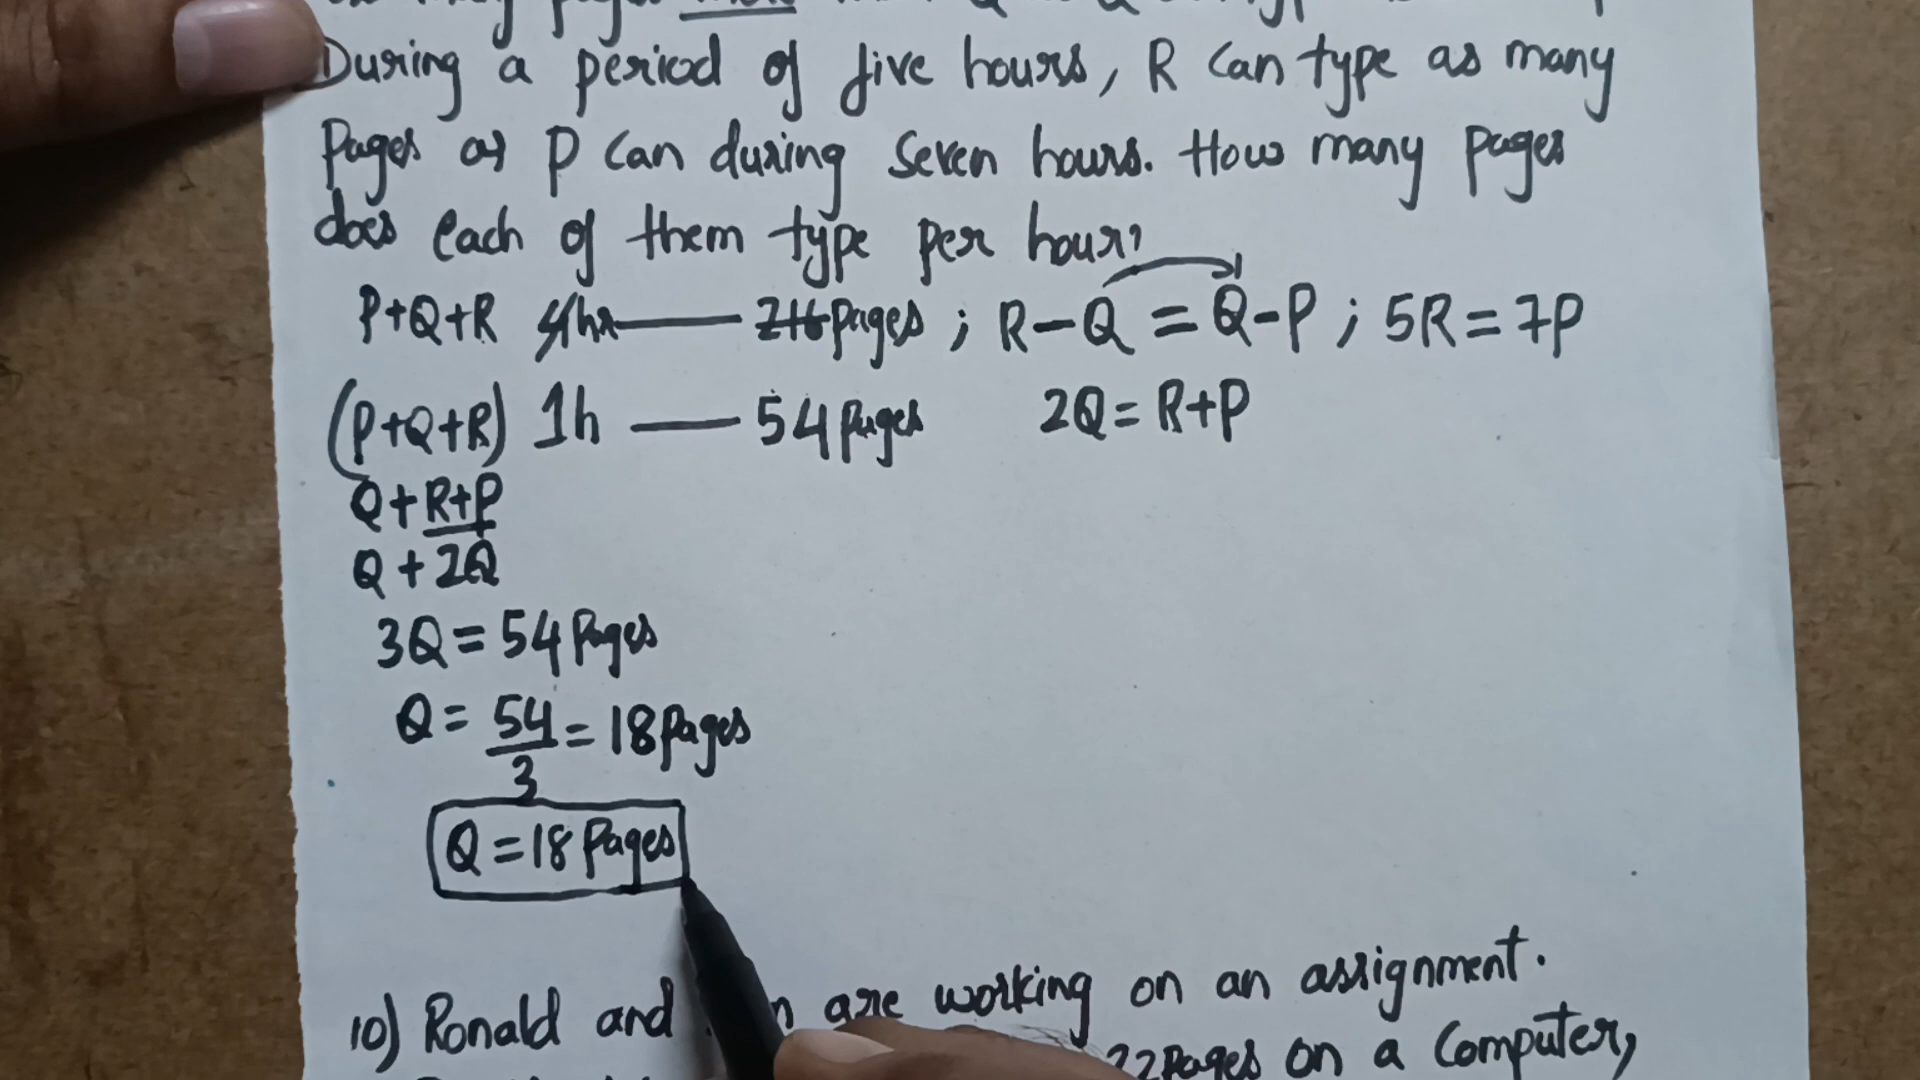 pages more
During a period of five hours, R can type as many
Pages as P can during seven hours. How many pages
does each of them type per hour?
P+Q+R 4hr — 216 pages ; R-Q = Q-P ; 5R = 7P
(P+Q+R) 1h — 54 Pages 2Q = R+P
Q+R+P
Q+2Q
3Q = 54 Pages
Q = 54/3 = 18 Pages
Q = 18 Pages
10) Ronald and are working on an assignment.
Pages on a Computer,